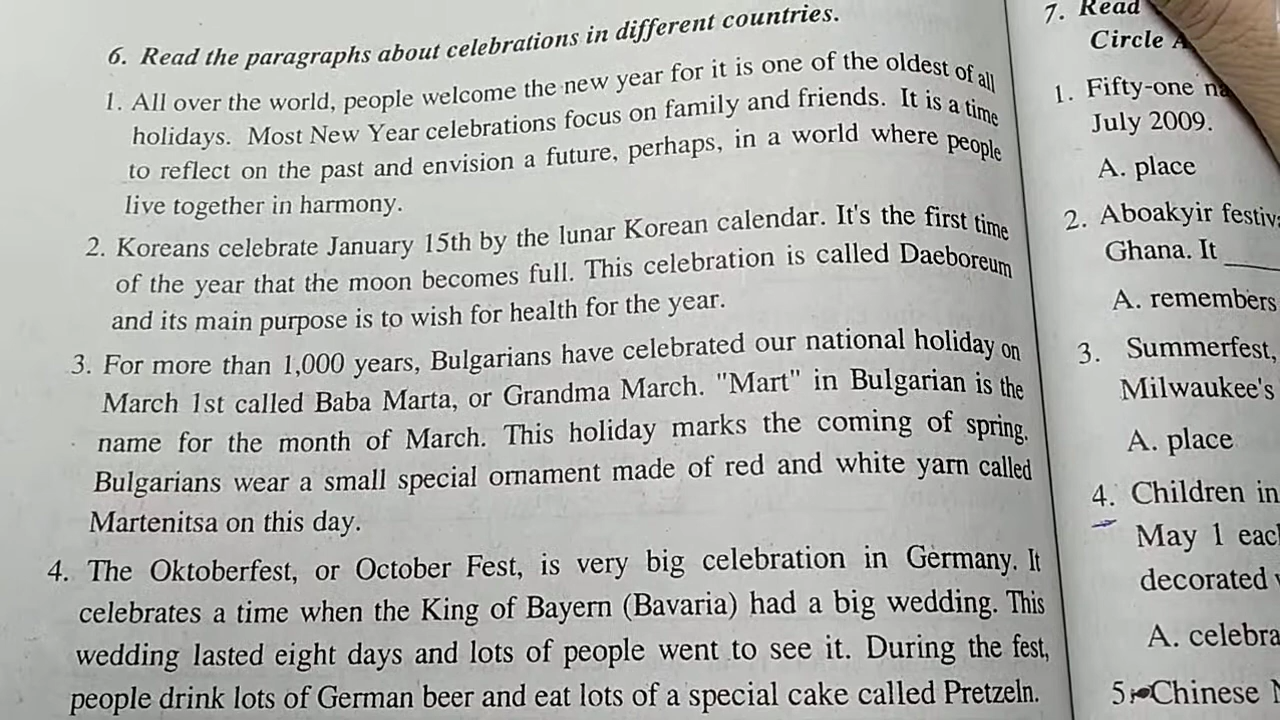 6. Read the paragraphs about celebrations in different countries.
1. All over the world, people welcome the new year for it is one of the oldest of all
holidays. Most New Year celebrations focus on family and friends. It is a time
to reflect on the past and envision a future, perhaps, in a world where people
live together in harmony.
2. Koreans celebrate January 15th by the lunar Korean calendar. It's the first time
of the year that the moon becomes full. This celebration is called Daeboreum
and its main purpose is to wish for health for the year.
3. For more than 1,000 years, Bulgarians have celebrated our national holiday on
March 1st called Baba Marta, or Grandma March. "Mart" in Bulgarian is the
name for the month of March. This holiday marks the coming of spring.
Bulgarians wear a small special ornament made of red and white yarn called
Martenitsa on this day.
4. The Oktoberfest, or October Fest, is very big celebration in Germany. It
celebrates a time when the King of Bayern (Bavaria) had a big wedding. This
wedding lasted eight days and lots of people went to see it. During the fest,
people drink lots of German beer and eat lots of a special cake called Pretzeln.
7. Read
Circle
1. Fifty-one
July 2009.
A. place
2. Aboakyir
Ghana. It ____
A. remembers
3. Summerfest,
Milwaukee's
A. place
4. Children in
May 1
decorated
A.
5. Chinese